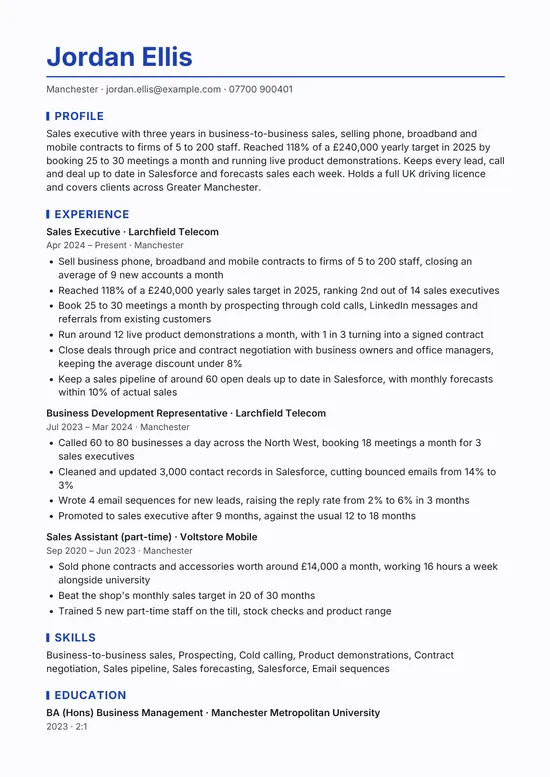 Jordan Ellis
Manchester · jordan.ellis@example.com · 07700 900401
PROFILE
Sales executive with three years in business-to-business sales, selling phone, broadband and
mobile contracts to firms of 5 to 200 staff. Reached 118% of a £240,000 yearly target in 2025 by
booking 25 to 30 meetings a month and running live product demonstrations. Keeps every lead, call
and deal up to date in Salesforce and forecasts sales each week. Holds a full UK driving licence
and covers clients across Greater Manchester.
EXPERIENCE
Sales Executive · Larchfield Telecom
Apr 2024 – Present · Manchester
• Sell business phone, broadband and mobile contracts to firms of 5 to 200 staff, closing an
average of 9 new accounts a month
• Reached 118% of a £240,000 yearly sales target in 2025, ranking 2nd out of 14 sales executives
• Book 25 to 30 meetings a month by prospecting through cold calls, LinkedIn messages and
referrals from existing customers
• Run around 12 live product demonstrations a month, with 1 in 3 turning into a signed contract
• Close deals through price and contract negotiation with business owners and office managers,
keeping the average discount under 8%
• Keep a sales pipeline of around 60 open deals up to date in Salesforce, with monthly forecasts
within 10% of actual sales
Business Development Representative · Larchfield Telecom
Jul 2023 – Mar 2024 · Manchester
• Called 60 to 80 businesses a day across the North West, booking 18 meetings a month for 3
sales executives
• Cleaned and updated 3,000 contact records in Salesforce, cutting bounced emails from 14% to
3%
• Wrote 4 email sequences for new leads, raising the reply rate from 2% to 6% in 3 months
• Promoted to sales executive after 9 months, against the usual 12 to 18 months
Sales Assistant (part-time) · Voltstore Mobile
Sep 2020 – Jun 2023 · Manchester
• Sold phone contracts and accessories worth around £14,000 a month, working 16 hours a week
alongside university
• Beat the shop's monthly sales target in 20 of 30 months
• Trained 5 new part-time staff on the till, stock checks and product range
SKILLS
Business-to-business sales, Prospecting, Cold calling, Product demonstrations, Contract
negotiation, Sales pipeline, Sales forecasting, Salesforce, Email sequences
EDUCATION
BA (Hons) Business Management · Manchester Metropolitan University
2023 · 2:1